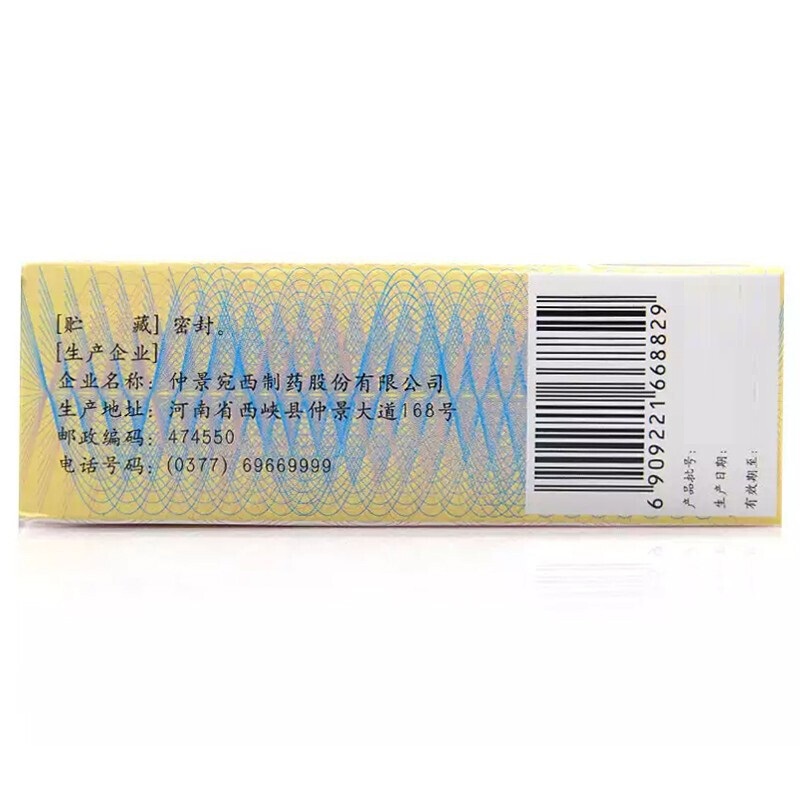 [贮 藏] 密封。
[生产企业]
企业名称: 仲景宛西制药股份有限公司
生产地址: 河南省西峡县仲景大道168号
邮政编码: 474550
电话号码: (0377) 69669999
6 909221 668829
产品批号:
生产日期:
有效期至: